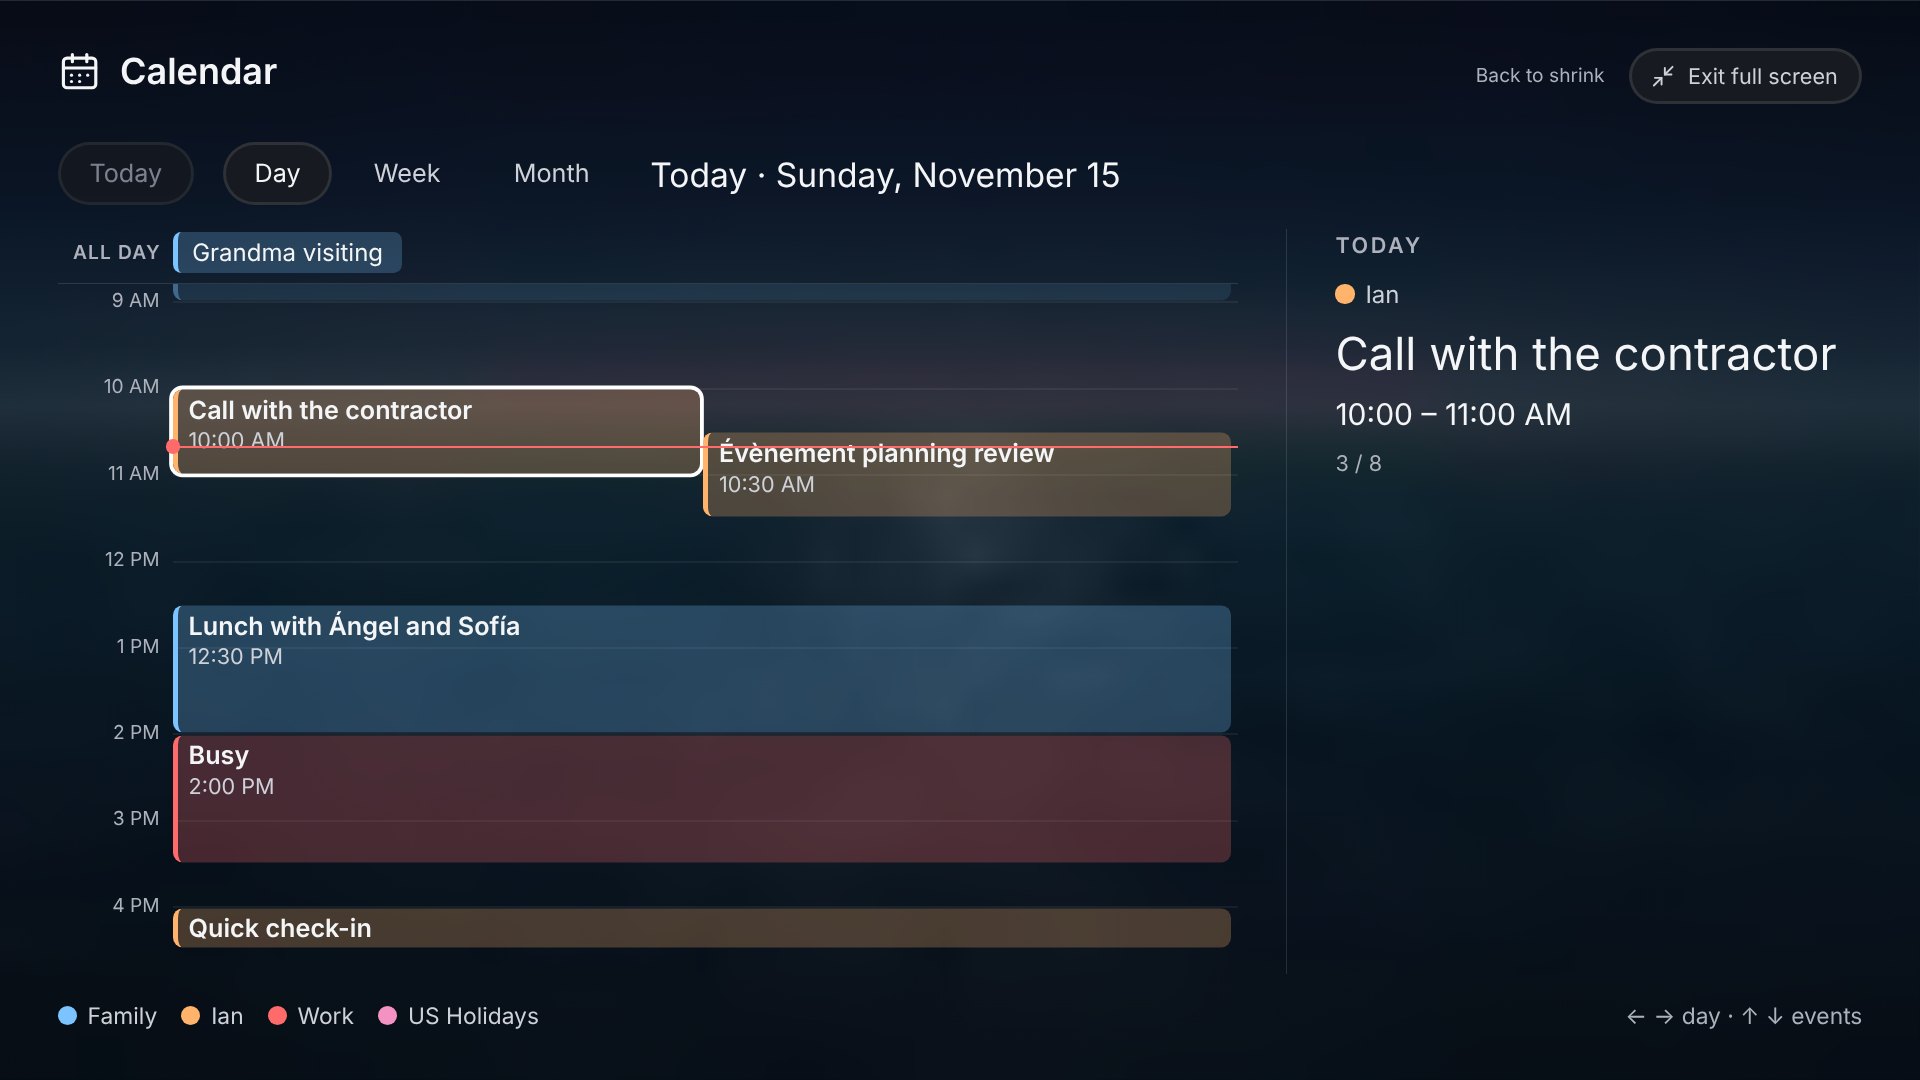 Calendar
Back to shrink
Exit full screen
Today
Day
Week
Month
Today · Sunday, November 15
ALL DAY
Grandma visiting
9 AM
10 AM
Call with the contractor
10:00 AM
Évènement planning review
10:30 AM
11 AM
12 PM
Lunch with Ángel and Sofía
12:30 PM
1 PM
2 PM
Busy
2:00 PM
3 PM
4 PM
Quick check-in
TODAY
Ian
Call with the contractor
10:00 – 11:00 AM
3 / 8
Family
Ian
Work
US Holidays
← → day · ↑ ↓ events